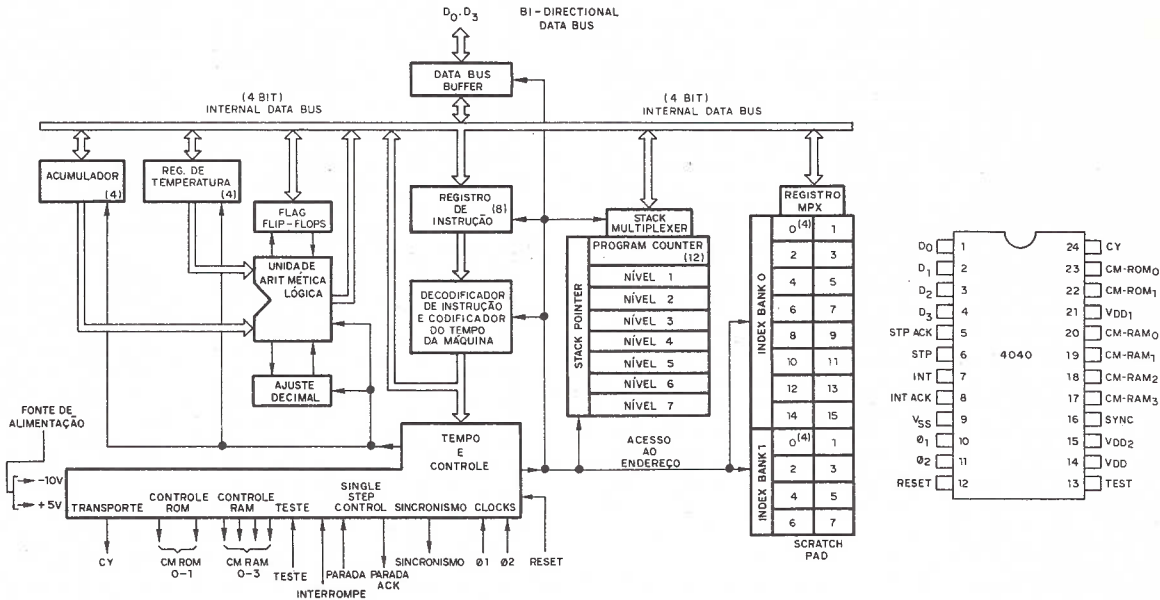 D0.D3
BI-DIRECTIONAL
DATA BUS
DATA BUS
BUFFER
(4 BIT)
INTERNAL DATA BUS
(4 BIT)
INTERNAL DATA BUS
ACUMULADOR
(4)
REG. DE
TEMPERATURA
(4)
FLAG
FLIP-FLOPS
REGISTRO
DE
INSTRUÇÃO
(8)
STACK
MULTIPLEXER
REGISTRO
MPX
UNIDADE
ARITMÉTICA
LÓGICA
DECODIFICADOR
DE INSTRUÇÃO
E CODIFICADOR
DO TEMPO
DA MÁQUINA
AJUSTE
DECIMAL
STACK POINTER
PROGRAM COUNTER
(12)
NÍVEL 1
NÍVEL 2
NÍVEL 3
NÍVEL 4
NÍVEL 5
NÍVEL 6
NÍVEL 7
INDEX BANK 0
0 (4) 1
2 3
4 5
6 7
8 9
10 11
12 13
14 15
INDEX BANK 1
0 (4) 1
2 3
4 5
6 7
SCRATCH
PAD
ACESSO
AO
ENDEREÇO
FONTE DE
ALIMENTAÇÃO
-10V
+5V
TEMPO
E
CONTROLE
TRANSPORTE
CONTROLE
ROM
CONTROLE
RAM
TESTE
SINGLE
STEP
CONTROL
SINCRONISMO
CLOCKS
CY
CM ROM
0-1
CM RAM
0-3
TESTE
INTERROMPE
PARADA
PARADA
ACK
SINCRONISMO
Ø1
Ø2
RESET
4040
D0 1
D1 2
D2 3
D3 4
STP ACK 5
STP 6
INT 7
INT ACK 8
VSS 9
Ø1 10
Ø2 11
RESET 12
24 CY
23 CM-ROM0
22 CM-ROM1
21 VDD1
20 CM-RAM0
19 CM-RAM1
18 CM-RAM2
17 CM-RAM3
16 SYNC
15 VDD2
14 VDD
13 TEST